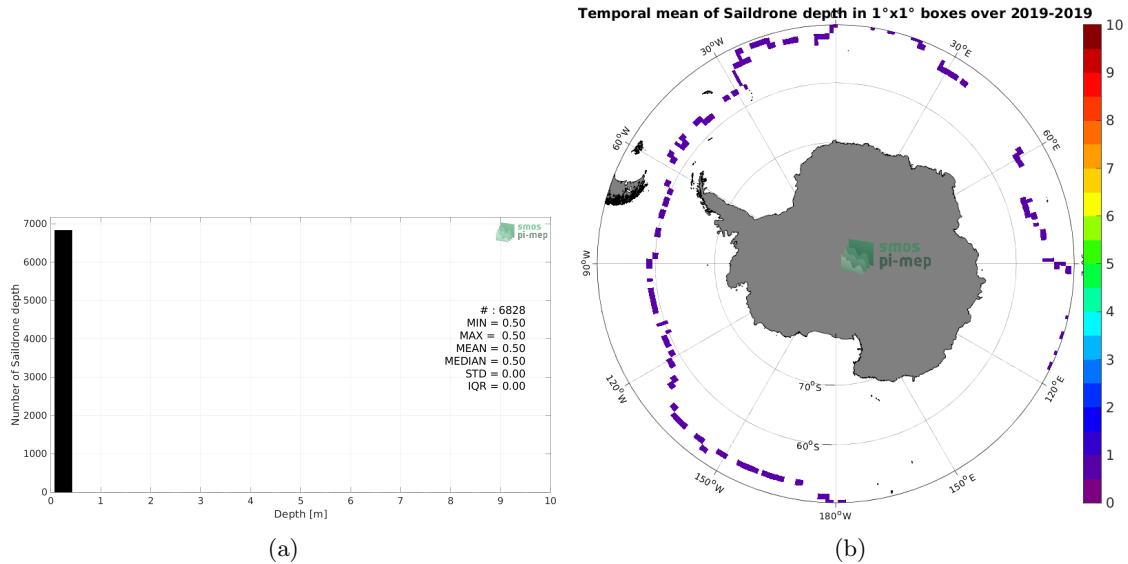 Temporal mean of Saildrone depth in 1°x1° boxes over 2019-2019
7000
6000
5000
4000
3000
2000
1000
0
Number of Saildrone depth
smos
pi-mep
# : 6828
MIN = 0.50
MAX = 0.50
MEAN = 0.50
MEDIAN = 0.50
STD = 0.00
IQR = 0.00
0 1 2 3 4 5 6 7 8 9 10
Depth [m]
(a)
30°W
30°E
60°W
60°E
90°W
120°W
120°E
150°W
150°E
180°W
70°S
60°S
smos
pi-mep
10
9
8
7
6
5
4
3
2
1
0
(b)